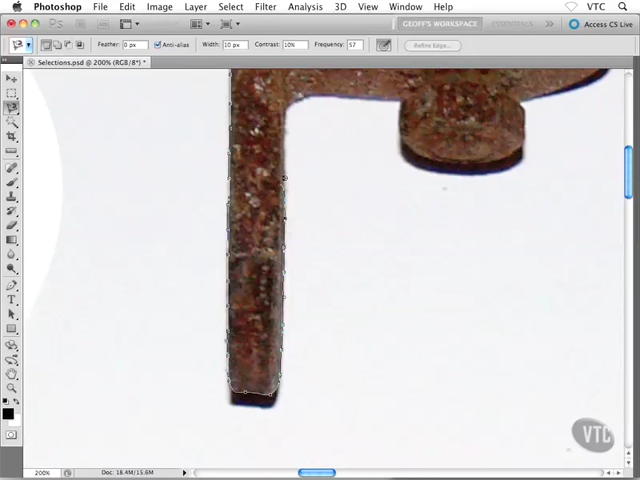 Photoshop File Edit Image Layer Select Filter Analysis 3D View Window Help VTC
Ps GEOFF'S WORKSPACE ESSENTIALS Access CS Live
Feather: 0 px Anti-alias Width: 10 px Contrast: 10% Frequency: 57 Refine Edge...
Selections.psd @ 200% (RGB/8*) *
T
VTC
200% Doc: 18.4M/15.6M